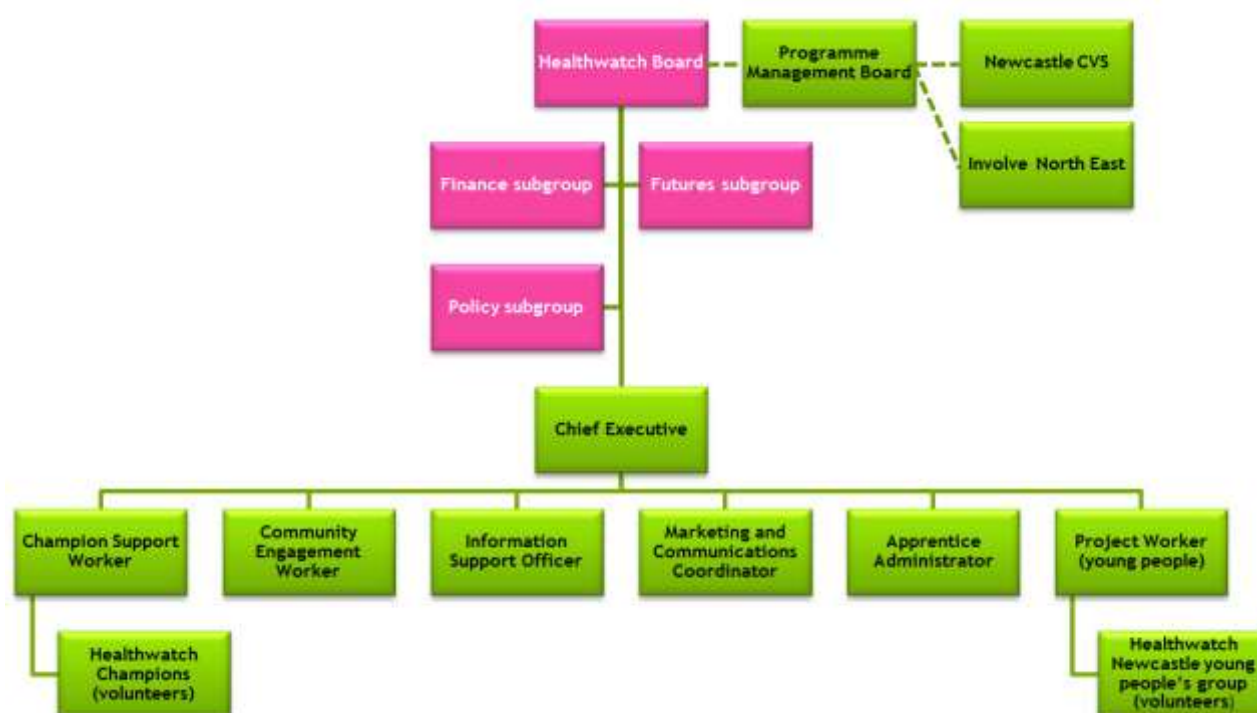 Healthwatch Board
Programme
Management Board
Newcastle CVS
Involve North East
Finance subgroup
Futures subgroup
Policy subgroup
Chief Executive
Champion Support
Worker
Community
Engagement
Worker
Information
Support Officer
Marketing and
Communications
Coordinator
Apprentice
Administrator
Project Worker
(young people)
Healthwatch
Champions
(volunteers)
Healthwatch
Newcastle young
people's group
(volunteers)